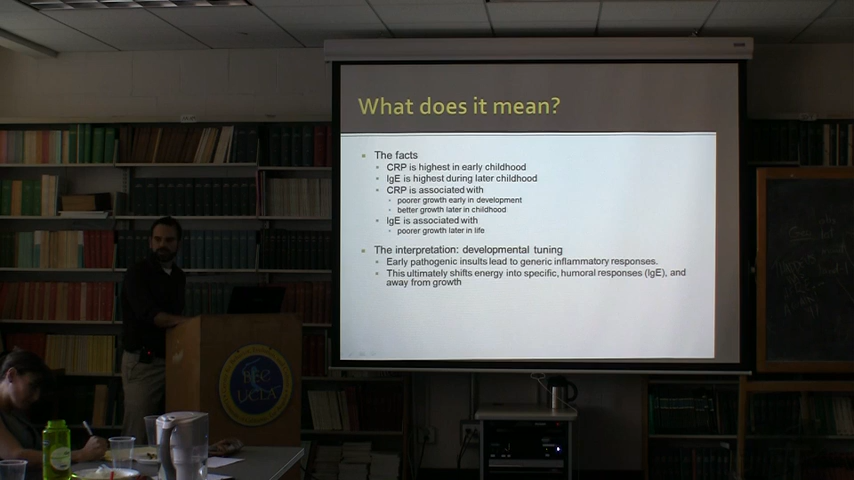 What does it mean?
The facts
CRP is highest in early childhood
IgE is highest during later childhood
CRP is associated with
poorer growth early in development
better growth later in childhood
IgE is associated with
poorer growth later in life
The interpretation: developmental tuning
Early pathogenic insults lead to generic inflammatory responses.
This ultimately shifts energy into specific, humoral responses (IgE), and
away from growth
BEC
UCLA